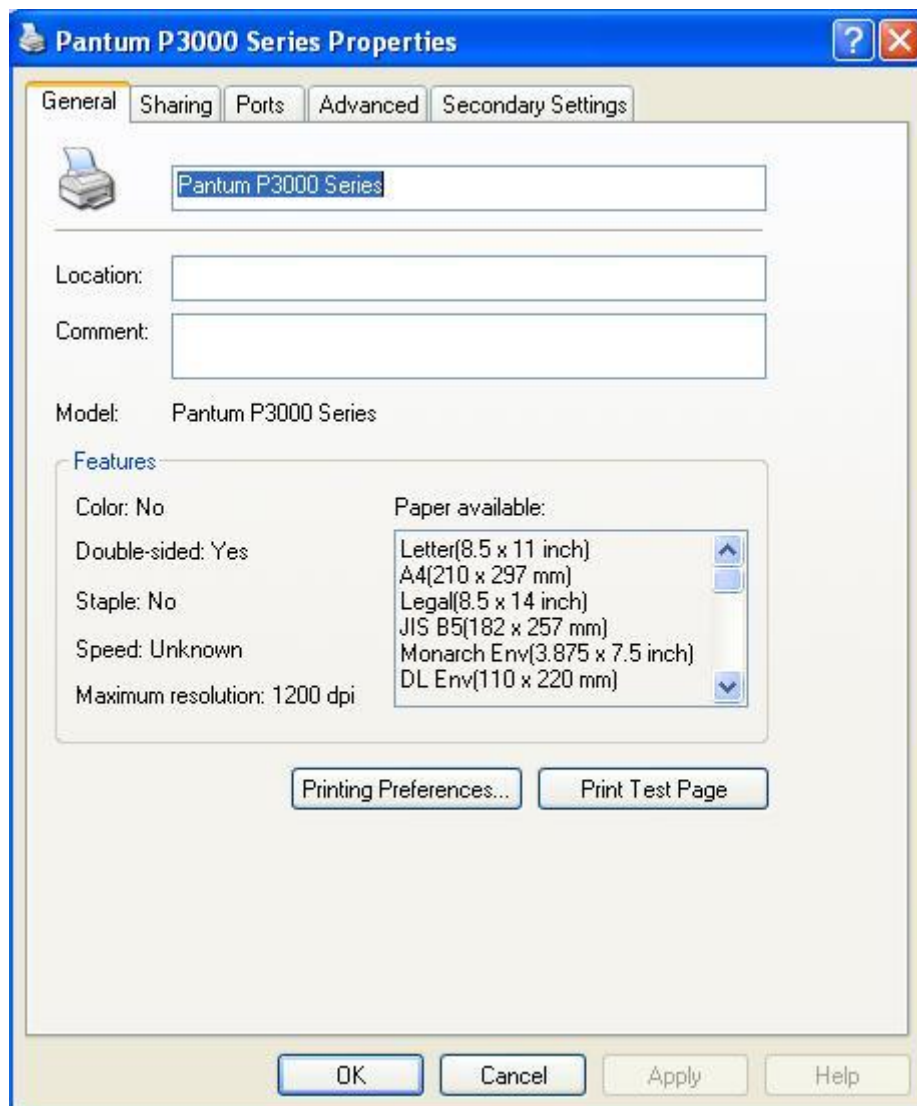 Pantum P3000 Series Properties
General Sharing Ports Advanced Secondary Settings
Pantum P3000 Series
Location:
Comment:
Model: Pantum P3000 Series
Features
Color: No
Double-sided: Yes
Staple: No
Speed: Unknown
Maximum resolution: 1200 dpi
Paper available:
Letter(8.5 x 11 inch)
A4(210 x 297 mm)
Legal(8.5 x 14 inch)
JIS B5(182 x 257 mm)
Monarch Env(3.875 x 7.5 inch)
DL Env(110 x 220 mm)
Printing Preferences... Print Test Page
OK Cancel Apply Help